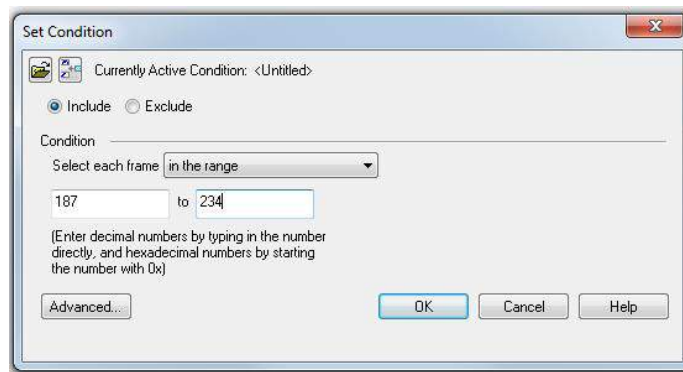 Set Condition
Currently Active Condition: <Untitled>
Include Exclude
Condition
Select each frame in the range
187 to 234
(Enter decimal numbers by typing in the number
directly, and hexadecimal numbers by starting
the number with 0x)
Advanced... OK Cancel Help